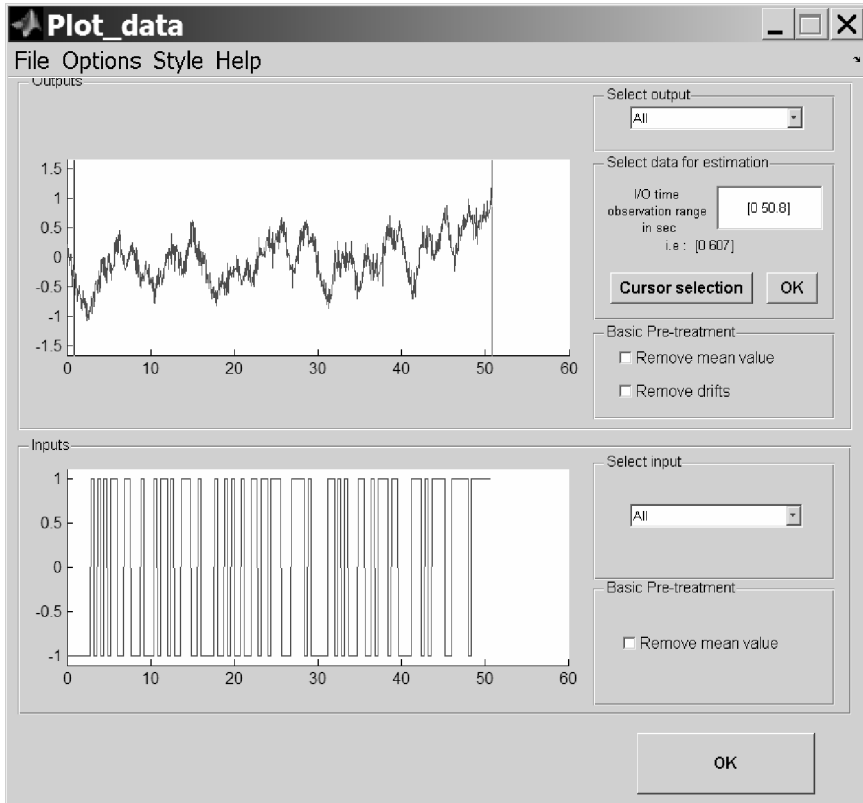 Plot_data
File Options Style Help
Outputs
1.5
1
0.5
0
-0.5
-1
-1.5
0 10 20 30 40 50 60
Select output
All
Select data for estimation
I/O time
observation range
in sec
[0 50.8]
i.e : [0 607]
Cursor selection OK
Basic Pre-treatment
Remove mean value
Remove drifts
Inputs
1
0.5
0
-0.5
-1
0 10 20 30 40 50 60
Select input
All
Basic Pre-treatment
Remove mean value
OK